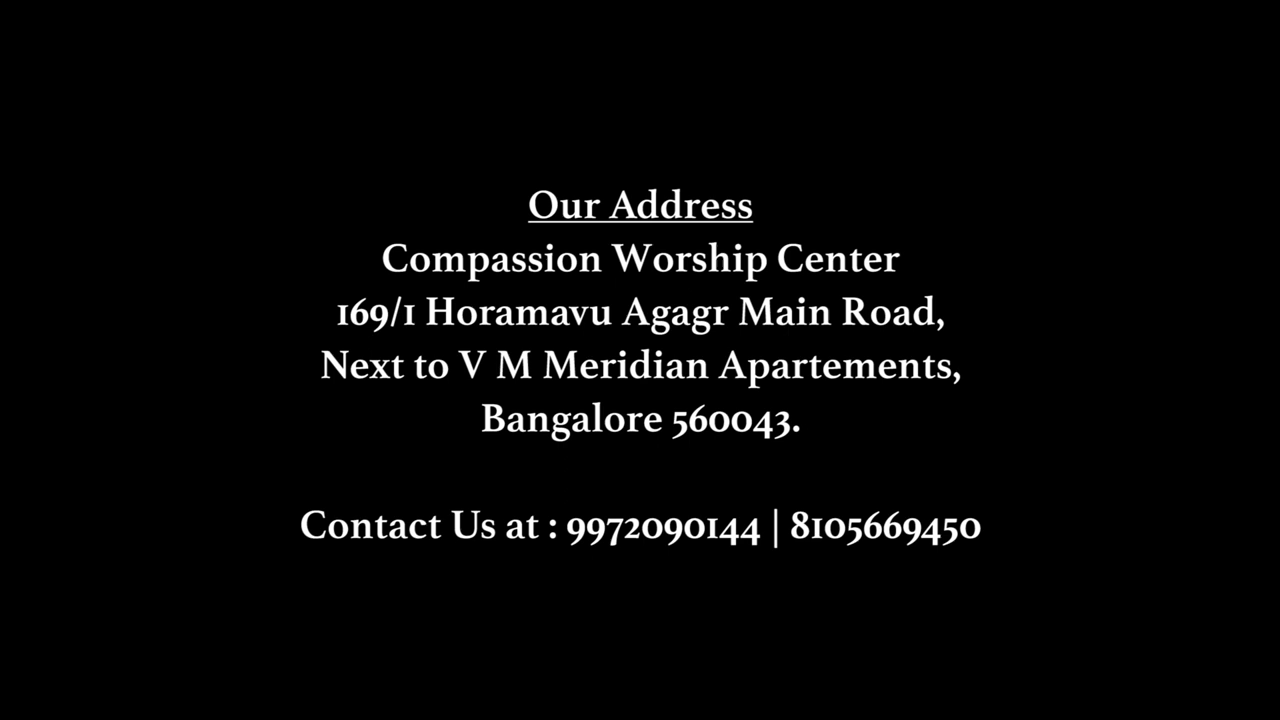 Our Address
Compassion Worship Center
169/1 Horamavu Agagr Main Road,
Next to V M Meridian Apartements,
Bangalore 560043.
Contact Us at : 9972090144 | 8105669450